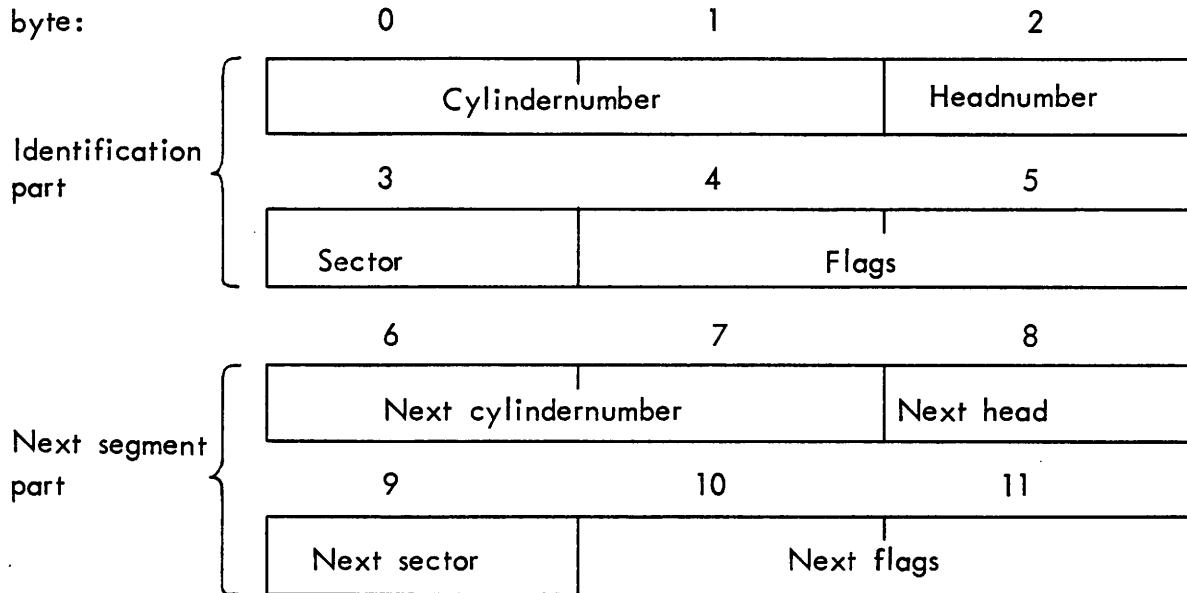 byte: 0 1 2
Cylindernumber Headnumber
Identification
part
3 4 5
Sector Flags
6 7 8
Next cylindernumber Next head
Next segment
part
9 10 11
Next sector Next flags